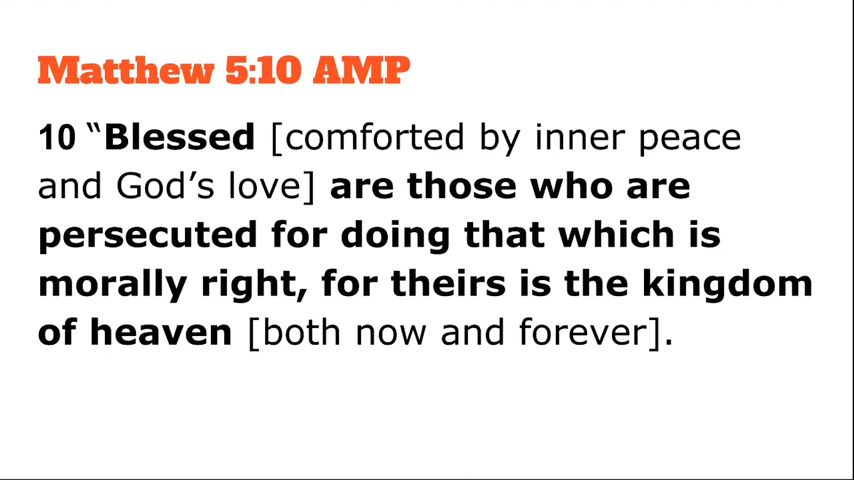 Matthew 5:10 AMP
10 “Blessed [comforted by inner peace
and God’s love] are those who are
persecuted for doing that which is
morally right, for theirs is the kingdom
of heaven [both now and forever].